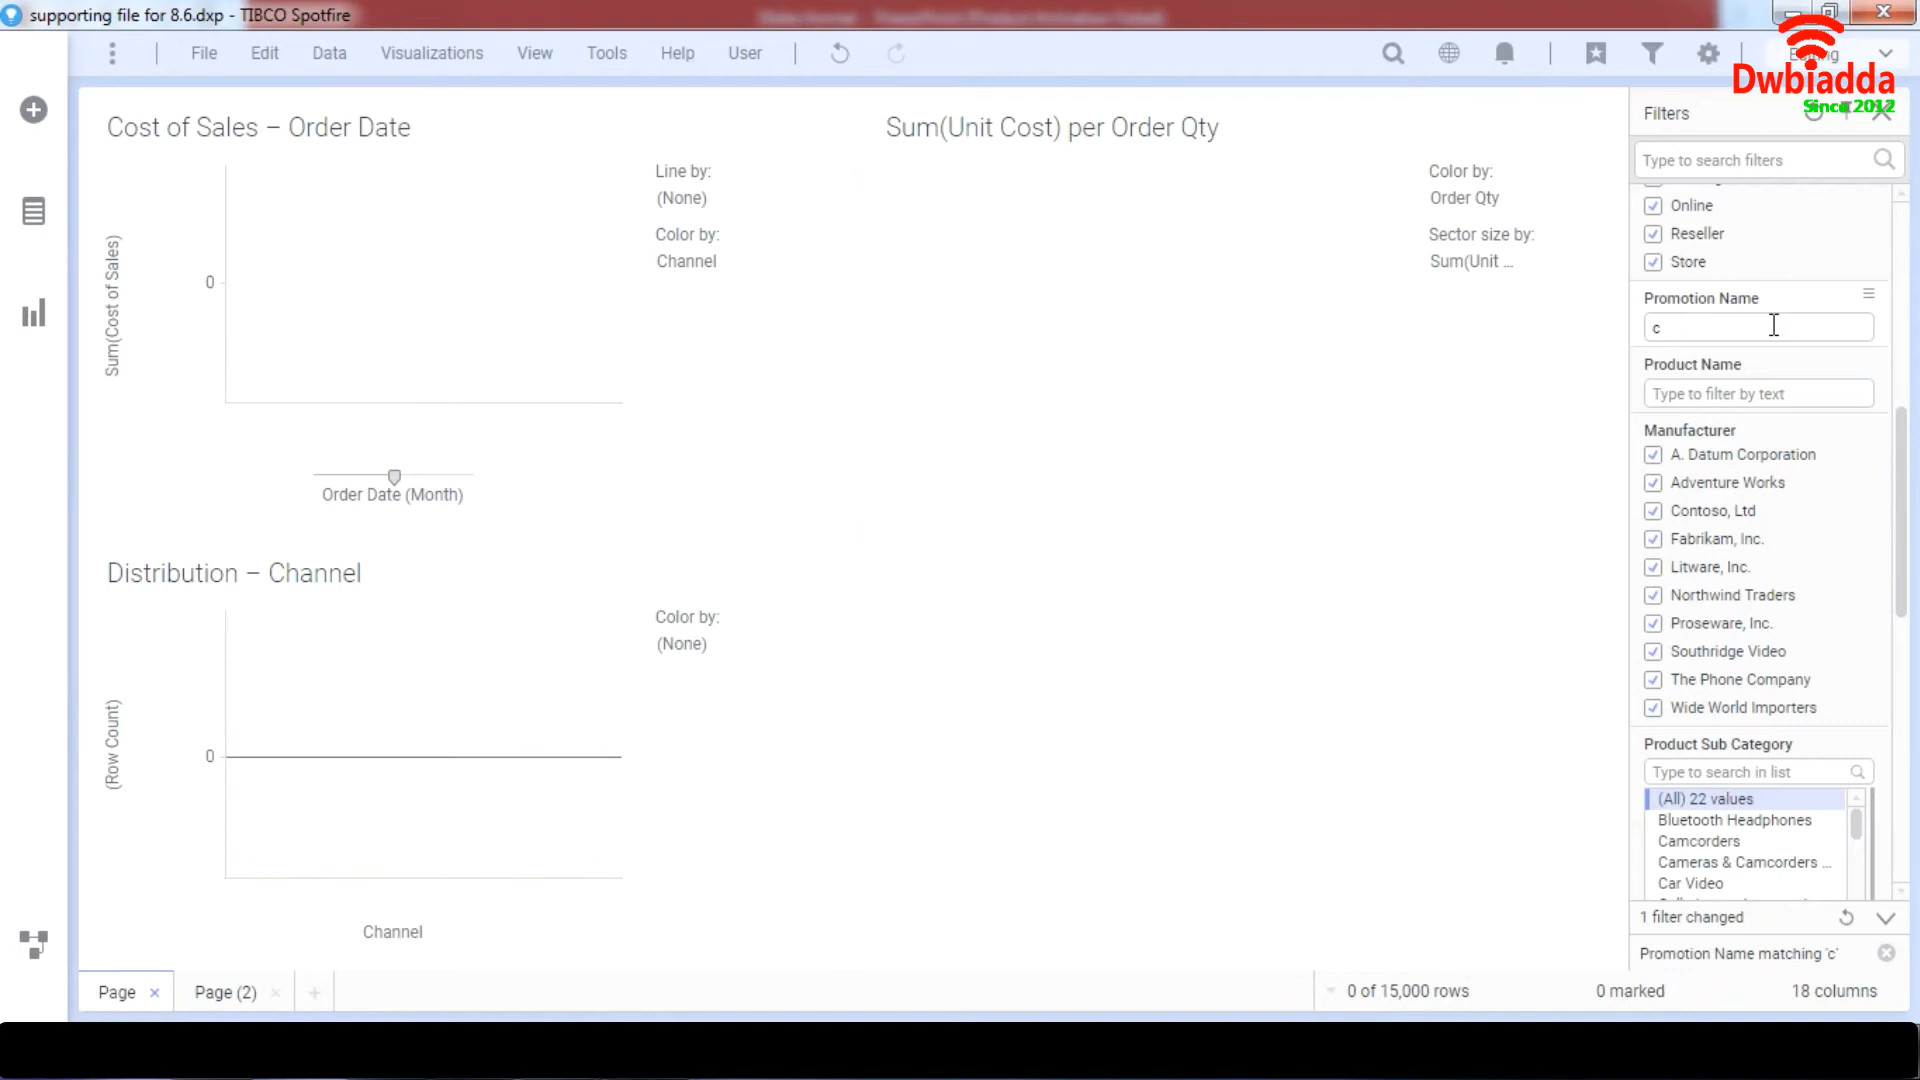 supporting file for 8.6.dxp - TIBCO Spotfire
File Edit Data Visualizations View Tools Help User
Dwbiadda
Since 2012
Cost of Sales – Order Date
Sum(Cost of Sales)
0
Order Date (Month)
Line by:
(None)
Color by:
Channel
Sum(Unit Cost) per Order Qty
Color by:
Order Qty
Sector size by:
Sum(Unit ...
Distribution – Channel
(Row Count)
0
Channel
Color by:
(None)
Filters
Type to search filters
Online
Reseller
Store
Promotion Name
c
Product Name
Type to filter by text
Manufacturer
A. Datum Corporation
Adventure Works
Contoso, Ltd
Fabrikam, Inc.
Litware, Inc.
Northwind Traders
Proseware, Inc.
Southridge Video
The Phone Company
Wide World Importers
Product Sub Category
Type to search in list
(All) 22 values
Bluetooth Headphones
Camcorders
Cameras & Camcorders ...
Car Video
1 filter changed
Promotion Name matching 'c'
Page Page (2)
0 of 15,000 rows 0 marked 18 columns